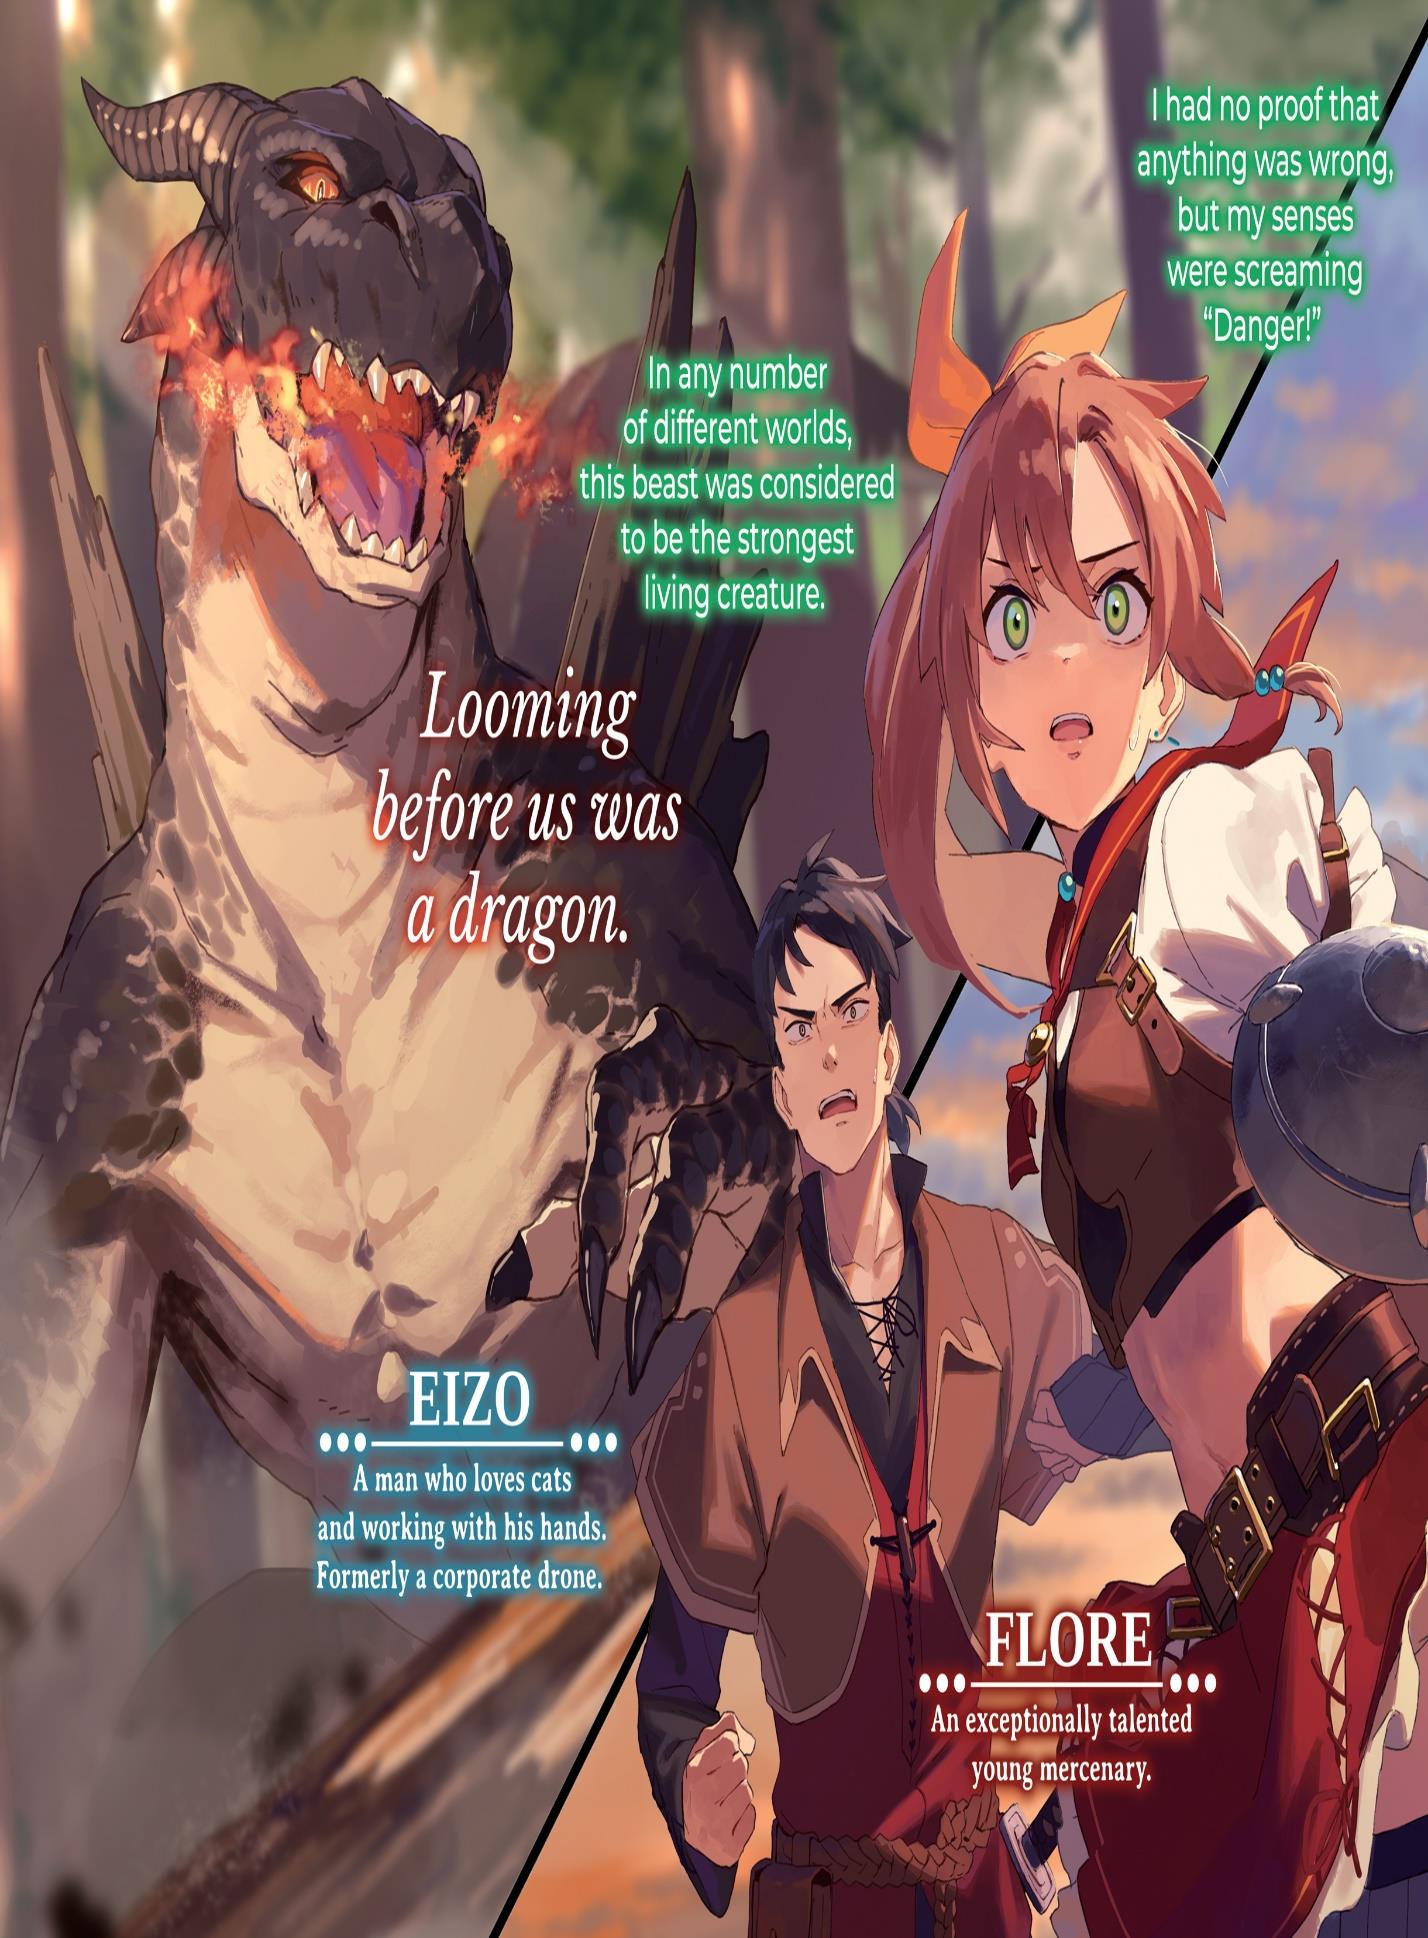 I had no proof that
anything was wrong,
but my senses
were screaming
“Danger!”
In any number
of different worlds,
this beast was considered
to be the strongest
living creature.
Looming
before us was
a dragon.
EIZO
A man who loves cats
and working with his hands.
Formerly a corporate drone.
FLORE
An exceptionally talented
young mercenary.